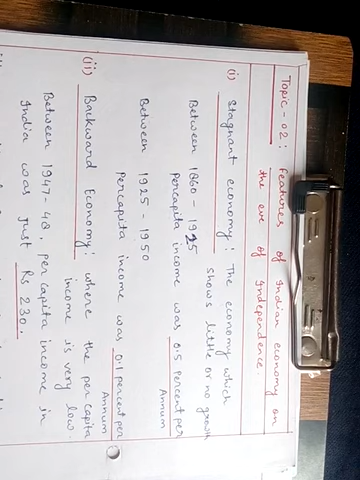 Topic - 02: Features of Indian economy on
the eve of Independence.
(i) Stagnant economy: The economy which
shows little or no growth
Between 1860 - 1925
Percapita income was 0.5 percent per
Annum
Between 1925 - 1950
Percapita income was 0.1 percent per
Annum
(ii) Backward Economy: where the per capita
income is very low.
Between 1947-48, per capita income in
India was Just Rs 230.